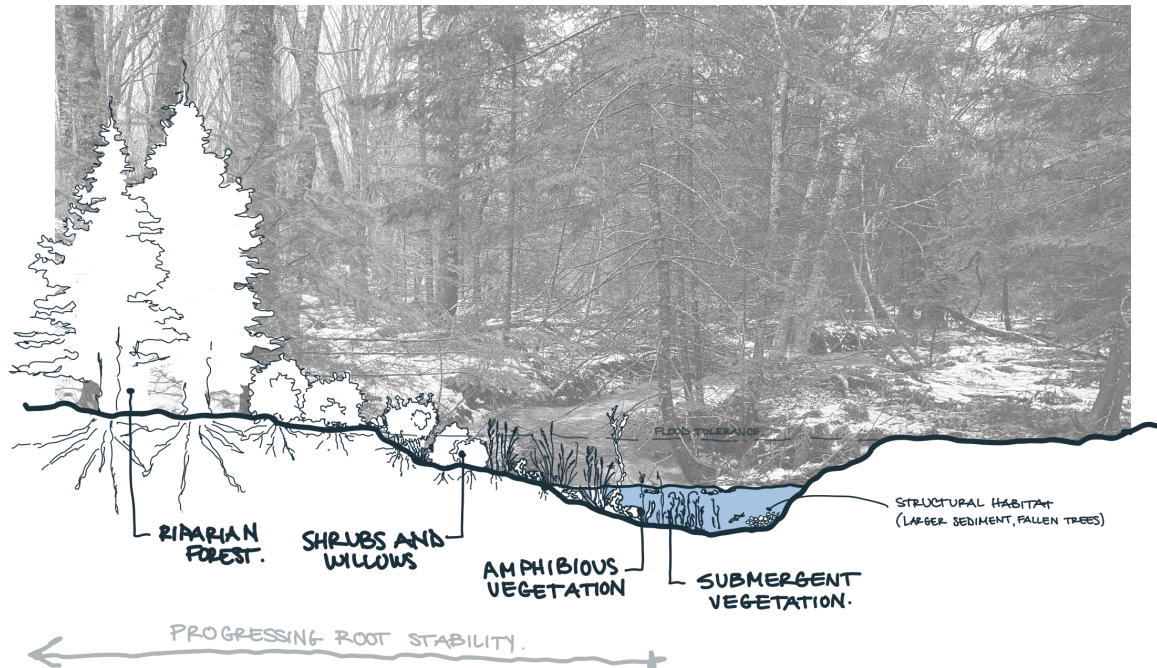 FLOOD TOLERANCE
STRUCTURAL HABITAT
(LARGER SEDIMENT, FALLEN TREES)
RIPARIAN
FOREST.
SHRUBS AND
WILLOWS
AMPHIBIOUS
VEGETATION
SUBMERGENT
VEGETATION.
PROGRESSING ROOT STABILITY.